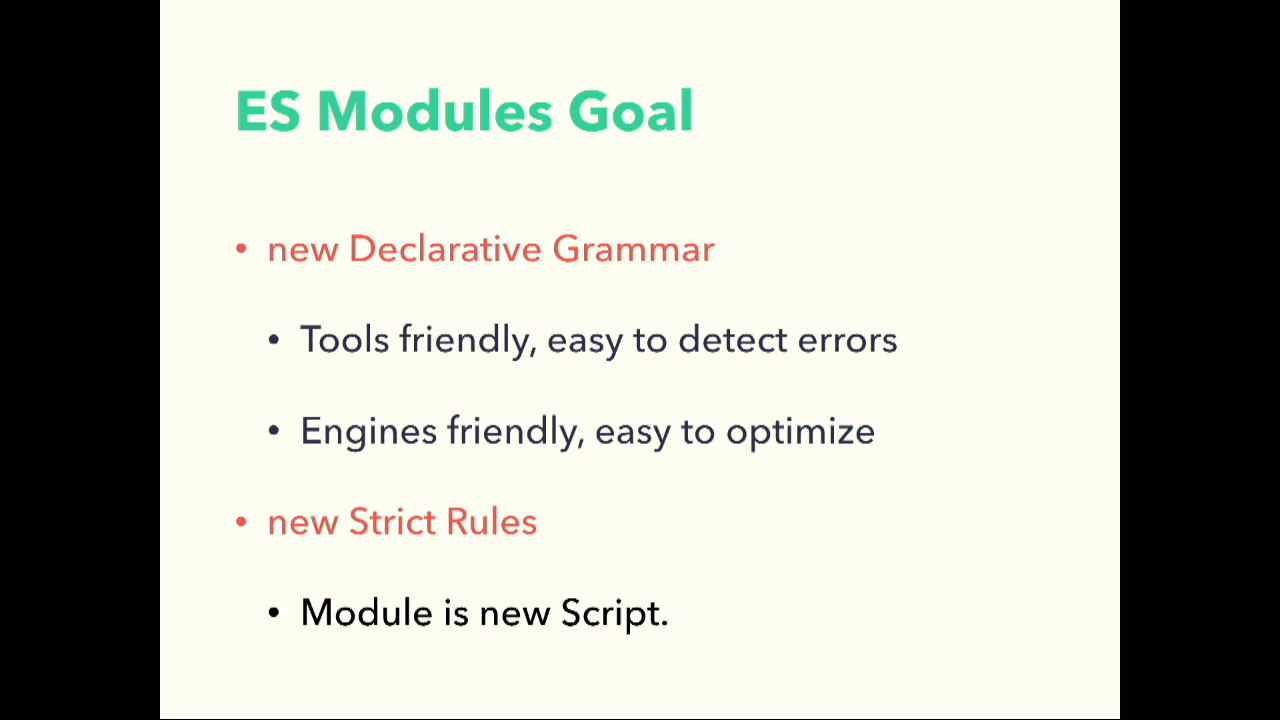 ES Modules Goal
• new Declarative Grammar
• Tools friendly, easy to detect errors
• Engines friendly, easy to optimize
• new Strict Rules
• Module is new Script.